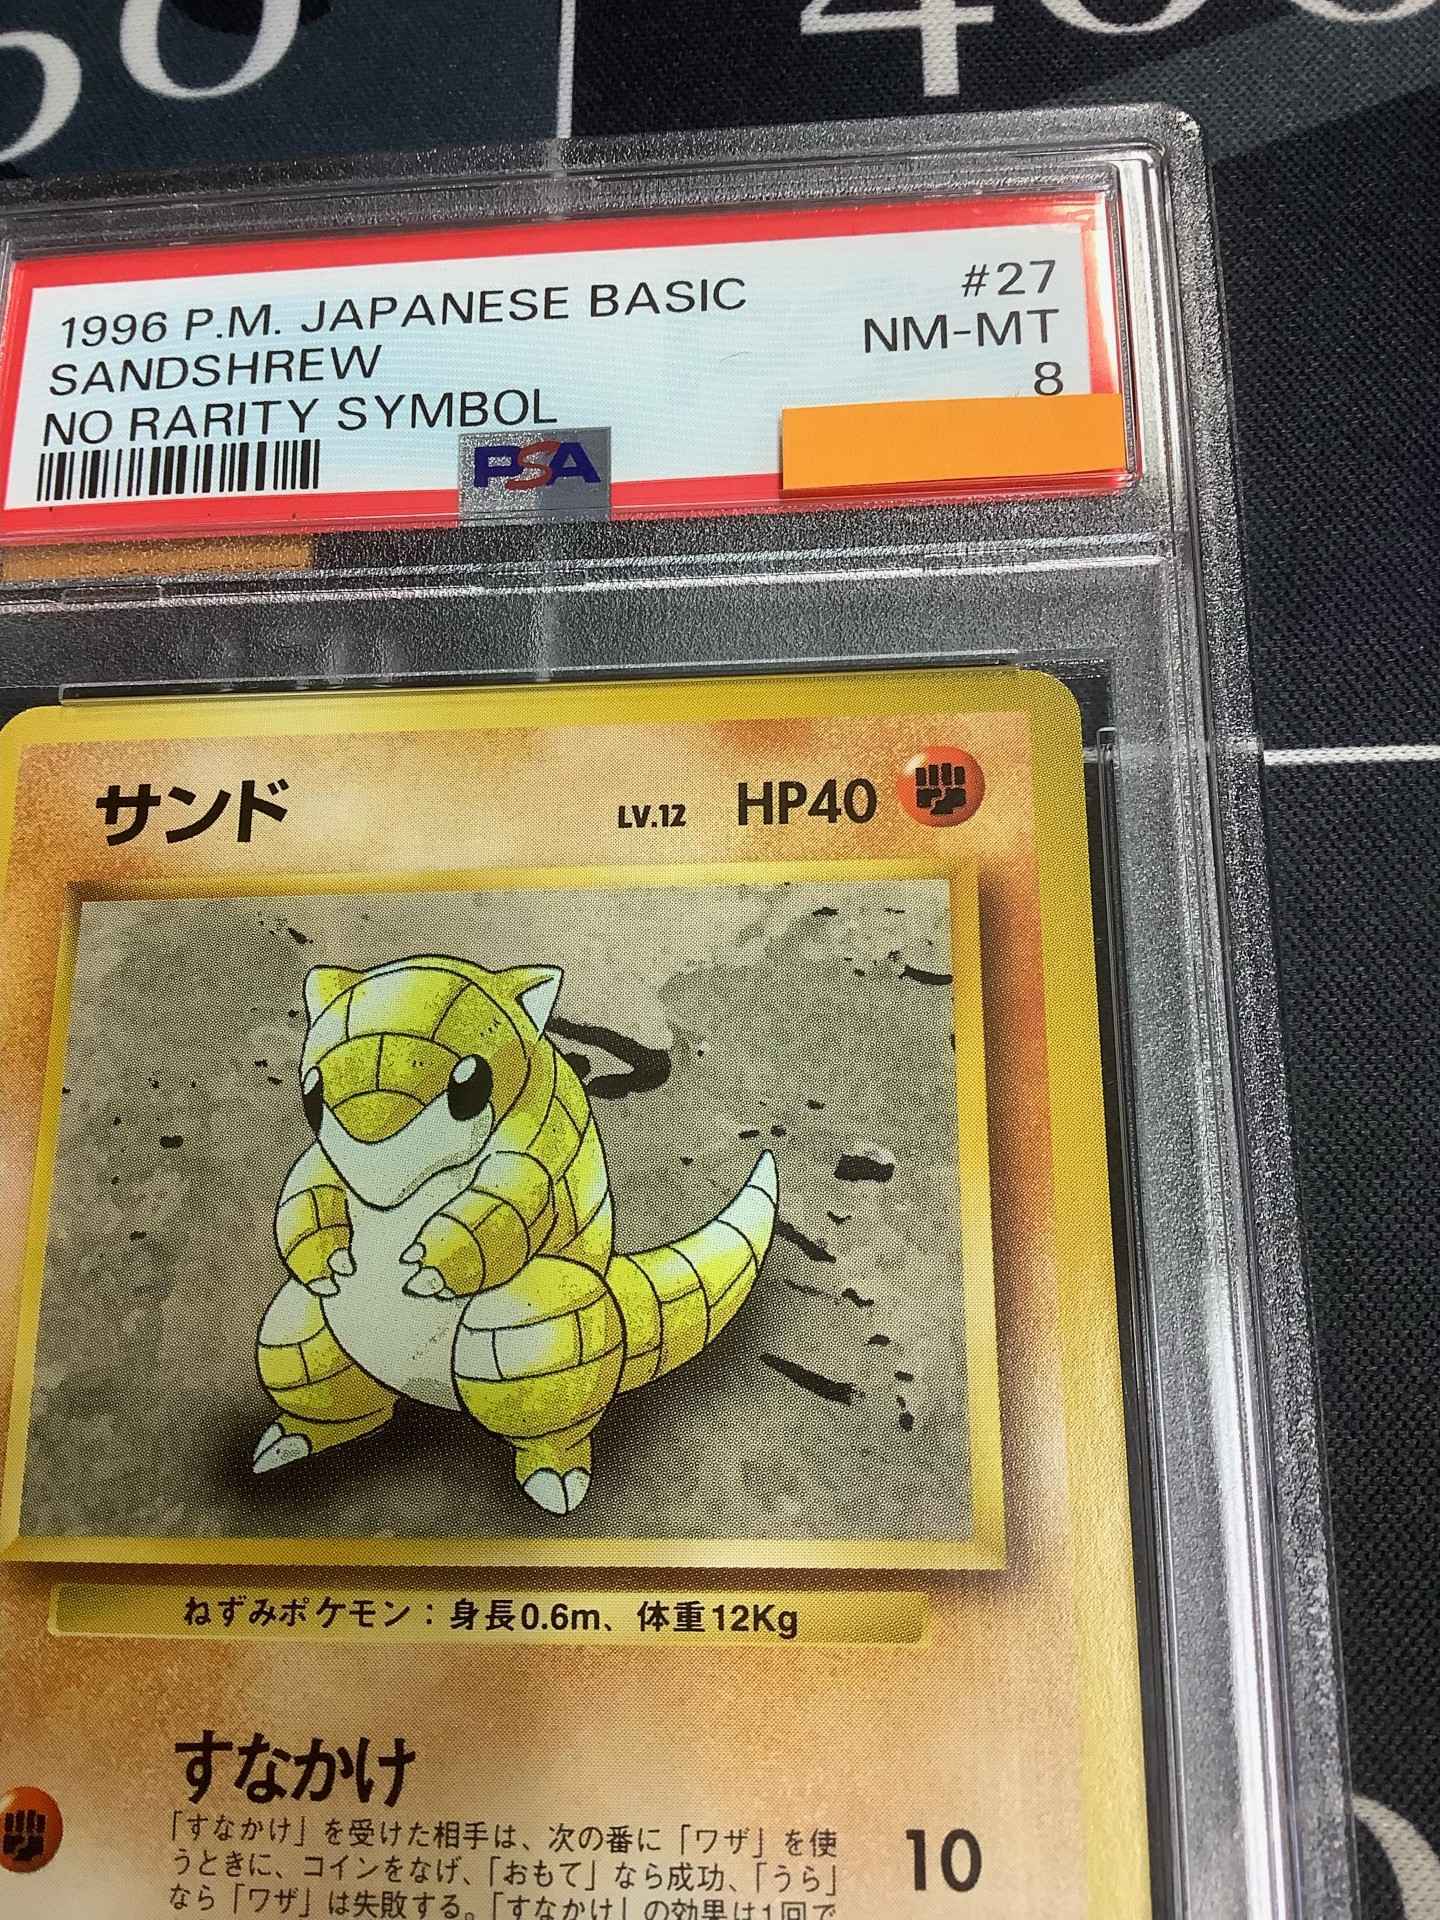 400
1996 P.M. JAPANESE BASIC #27
SANDSHREW NM-MT
NO RARITY SYMBOL 8
PSA
サンド LV.12 HP40
ねずみポケモン：身長0.6m、体重12Kg
すなかけ
「すなかけ」を受けた相手は、次の番に「ワザ」を使
うときに、コインをなげ、「おもて」なら成功、「うら」
なら「ワザ」は失敗する。「すなかけ」の効果は1回で
10